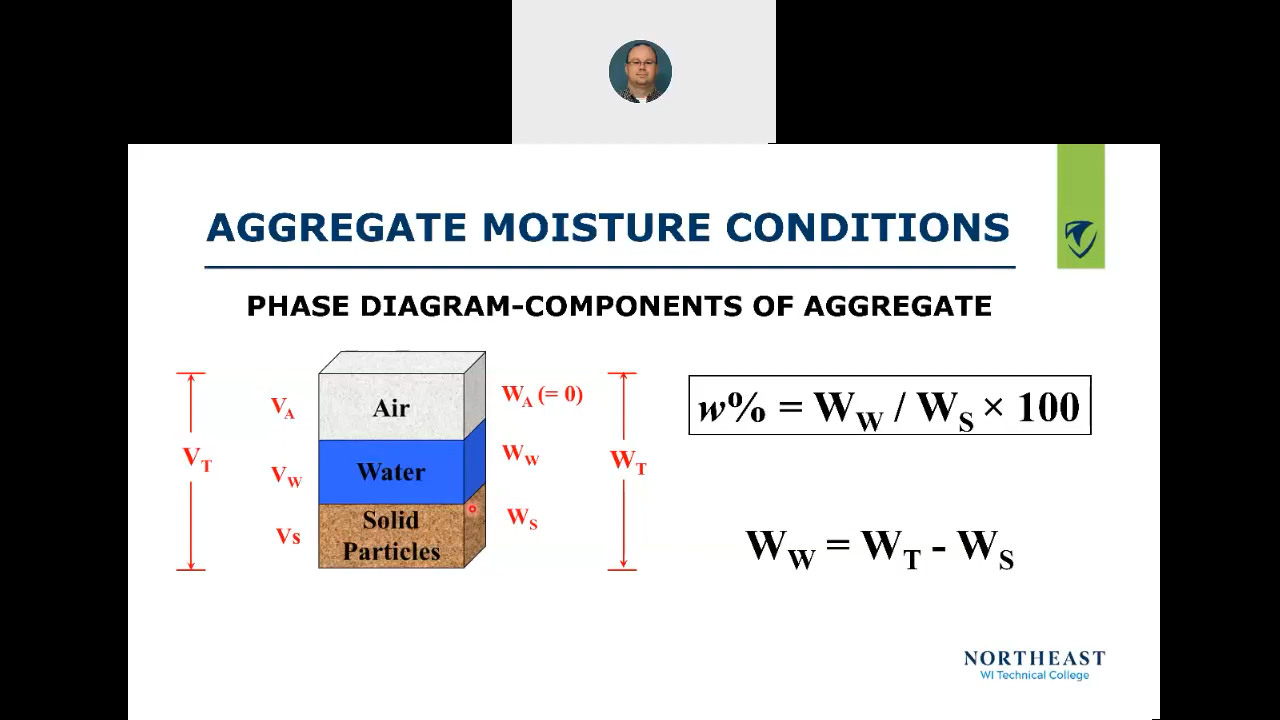 AGGREGATE MOISTURE CONDITIONS
PHASE DIAGRAM-COMPONENTS OF AGGREGATE
V_T
V_A
V_W
Vs
Air
Water
Solid
Particles
W_A (= 0)
W_W
W_S
W_T
w% = W_W / W_S × 100
W_W = W_T - W_S
NORTHEAST
WI Technical College